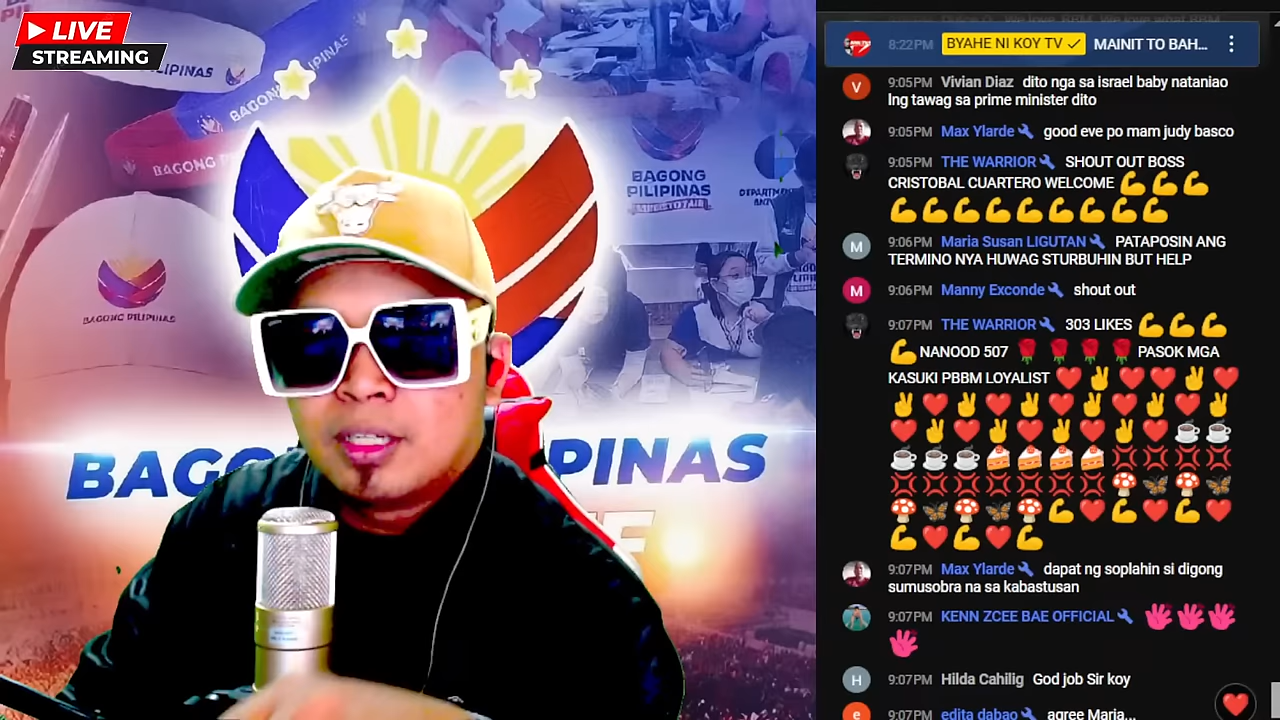 LIVE
STREAMING
PILIPINAS
BAGONG PILIPINAS
BAGONG
BAGONG PILIPINAS
BAGONG
PILIPINAS
BAGO
PINAS
8:22PM BYAHE NI KOY TV MAINIT TO BAH...
9:05PM Vivian Diaz dito nga sa israel baby nataniao
lng tawag sa prime minister dito
9:05PM Max Ylarde good eve po mam judy basco
9:05PM THE WARRIOR SHOUT OUT BOSS
CRISTOBAL CUARTERO WELCOME 💪💪💪
💪💪💪💪💪💪💪💪💪
9:06PM Maria Susan LIGUTAN PATAPOSIN ANG
TERMINO NYA HUWAG STURBUHIN BUT HELP
9:06PM Manny Exconde shout out
9:07PM THE WARRIOR 303 LIKES 💪💪💪
💪NANOOD 507 🌹🌹🌹🌹PASOK MGA
KASUKI PBBM LOYALIST ❤️✌️❤️❤️✌️❤️
✌️❤️✌️❤️✌️❤️✌️❤️✌️❤️✌️
❤️✌️❤️✌️❤️✌️❤️✌️❤️☕☕
☕☕☕🍰🍰🍰🍰💢💢💢💢
💢💢💢💢💢💢💢🍄🦋🍄🦋
🍄🦋🍄🦋🍄💪❤️💪❤️💪❤️
💪❤️💪❤️💪
9:07PM Max Ylarde dapat ng soplahin si digong
sumusobra na sa kabastusan
9:07PM KENN ZCEE BAE OFFICIAL 👋👋👋
👋
9:07PM Hilda Cahilig God job Sir koy
9:07PM edita dabao agree Maria...